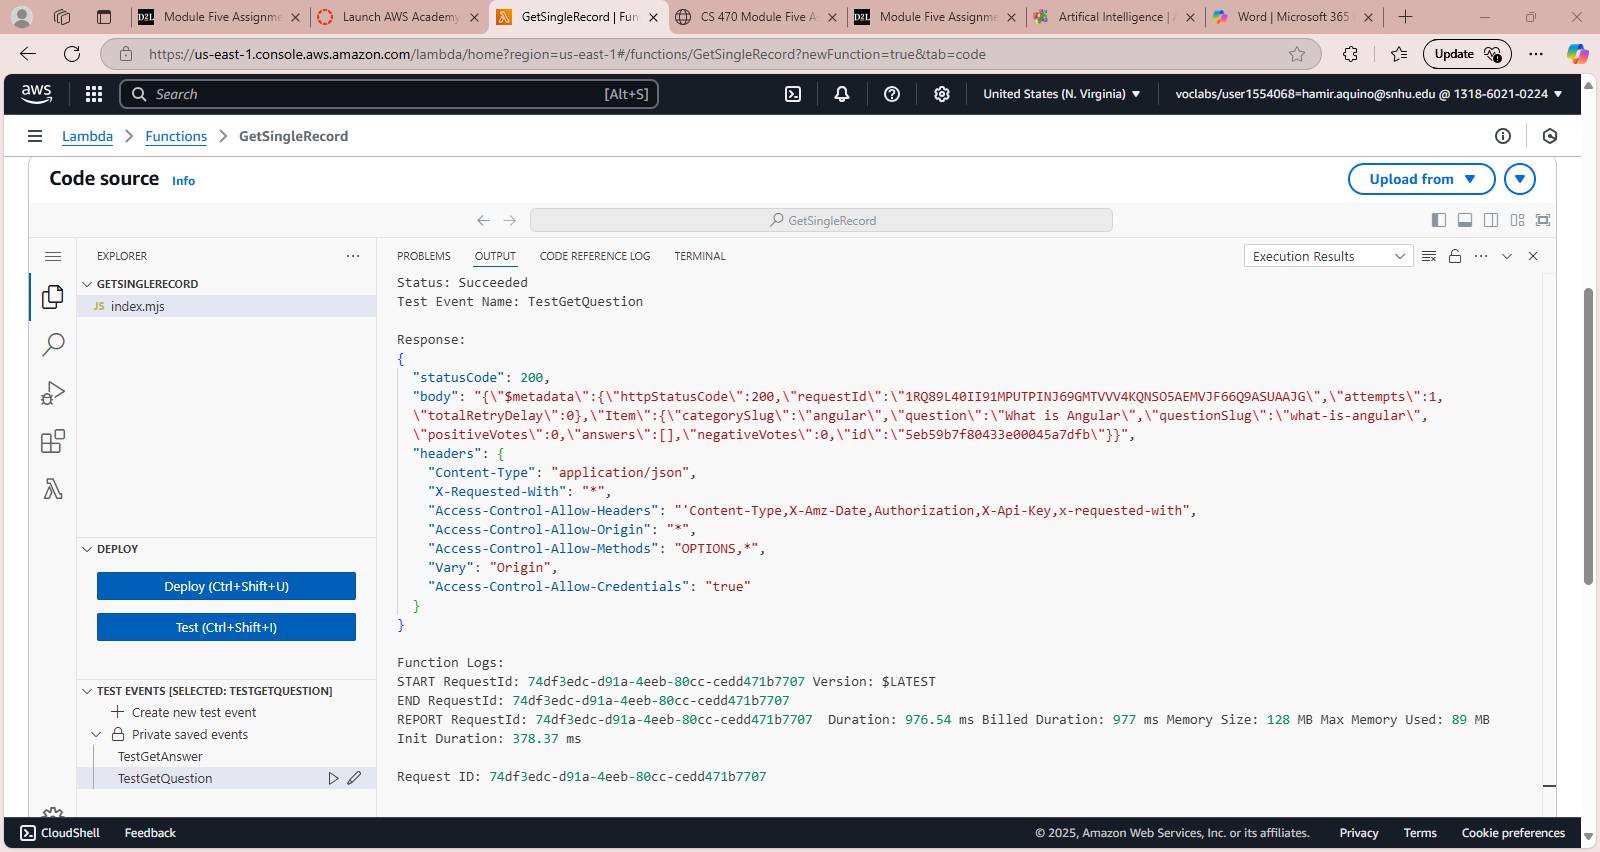 Module Five Assignme
Launch AWS Academy
GetSingleRecord | Fun
CS 470 Module Five A
Module Five Assignme
Artifical Intelligence | A
Word | Microsoft 365
https://us-east-1.console.aws.amazon.com/lambda/home?region=us-east-1#/functions/GetSingleRecord?newFunction=true&tab=code
Update
aws
Search
[Alt+S]
United States (N. Virginia)
voclabs/user1554068=hamir.aquino@snhu.edu @ 1318-6021-0224
Lambda > Functions > GetSingleRecord
Code source Info
Upload from
GetSingleRecord
EXPLORER
PROBLEMS OUTPUT CODE REFERENCE LOG TERMINAL
Execution Results
GETSINGLERECORD
JS index.mjs
DEPLOY
Deploy (Ctrl+Shift+U)
Test (Ctrl+Shift+I)
TEST EVENTS [SELECTED: TESTGETQUESTION]
Create new test event
Private saved events
TestGetAnswer
TestGetQuestion
Status: Succeeded
Test Event Name: TestGetQuestion
Response:
{
"statusCode": 200,
"body": "{\"$metadata\":{\"httpStatusCode\":200,\"requestId\":\"1RQ89L40II91MPUTPINJ69GMTVVV4KQNSO5AEMVJF66Q9ASUAAJG\",\"attempts\":1,
\"totalRetryDelay\":0},\"Item\":{\"categorySlug\":\"angular\",\"question\":\"What is Angular\",\"questionSlug\":\"what-is-angular\",
\"positiveVotes\":0,\"answers\":[],\"negativeVotes\":0,\"id\":\"5eb59b7f80433e00045a7dfb\"}}",
"headers": {
"Content-Type": "application/json",
"X-Requested-With": "*",
"Access-Control-Allow-Headers": "'Content-Type,X-Amz-Date,Authorization,X-Api-Key,x-requested-with",
"Access-Control-Allow-Origin": "*",
"Access-Control-Allow-Methods": "OPTIONS,*",
"Vary": "Origin",
"Access-Control-Allow-Credentials": "true"
}
}
Function Logs:
START RequestId: 74df3edc-d91a-4eeb-80cc-cedd471b7707 Version: $LATEST
END RequestId: 74df3edc-d91a-4eeb-80cc-cedd471b7707
REPORT RequestId: 74df3edc-d91a-4eeb-80cc-cedd471b7707 Duration: 976.54 ms Billed Duration: 977 ms Memory Size: 128 MB Max Memory Used: 89 MB
Init Duration: 378.37 ms
Request ID: 74df3edc-d91a-4eeb-80cc-cedd471b7707
CloudShell
Feedback
© 2025, Amazon Web Services, Inc. or its affiliates.
Privacy
Terms
Cookie preferences